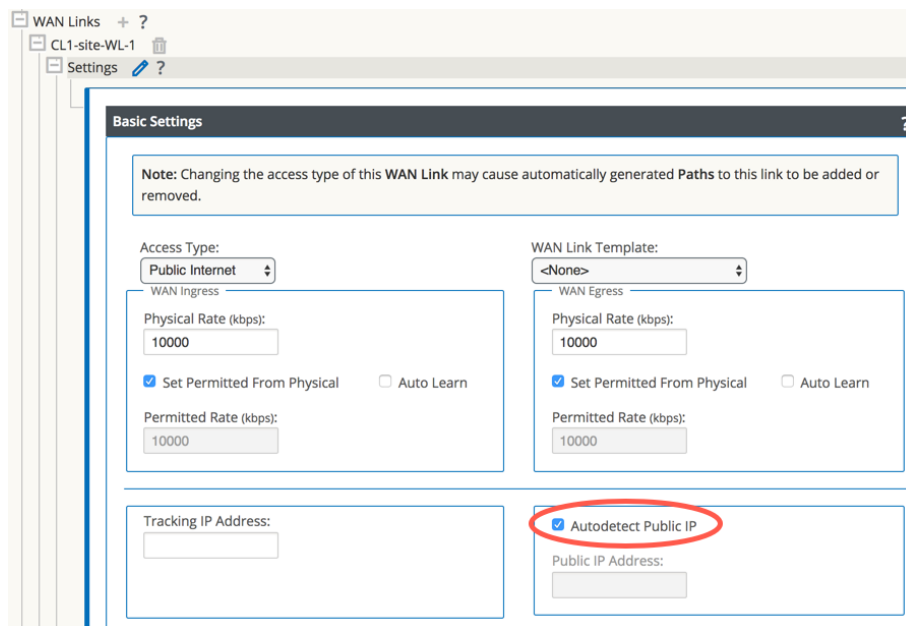 WAN Links + ?
CL1-site-WL-1
Settings ?
Basic Settings ?
Note: Changing the access type of this WAN Link may cause automatically generated Paths to this link to be added or
removed.
Access Type:
Public Internet
WAN Link Template:
<None>
WAN Ingress
Physical Rate (kbps):
10000
Set Permitted From Physical
Auto Learn
Permitted Rate (kbps):
10000
WAN Egress
Physical Rate (kbps):
10000
Set Permitted From Physical
Auto Learn
Permitted Rate (kbps):
10000
Tracking IP Address:
Autodetect Public IP
Public IP Address: